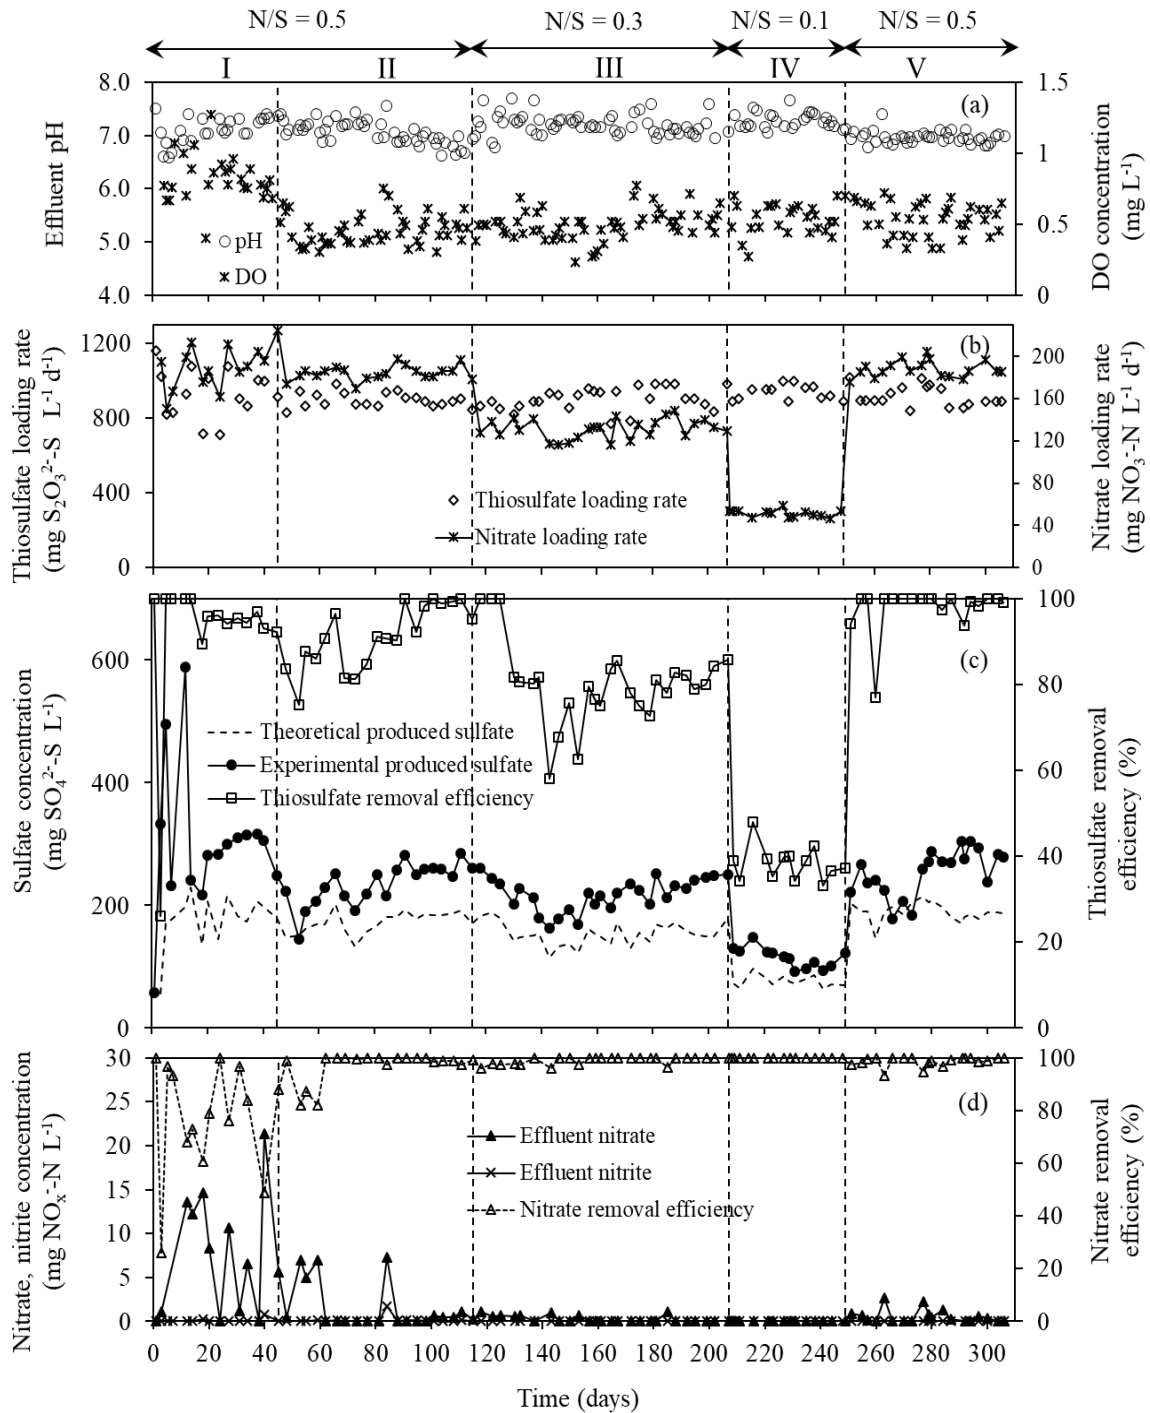 N/S = 0.5 N/S = 0.3 N/S = 0.1 N/S = 0.5
I II III IV V
8.0 7.0 6.0 5.0 4.0
Effluent pH
(a)
pH
DO
1.5 1 0.5 0
DO concentration
(mg L⁻¹)
1200 800 400 0
Thiosulfate loading rate
(mg S₂O₃²⁻-S L⁻¹ d⁻¹)
(b)
Thiosulfate loading rate
Nitrate loading rate
200 160 120 80 40 0
Nitrate loading rate
(mg NO₃⁻-N L⁻¹ d⁻¹)
600 400 200 0
Sulfate concentration
(mg SO₄²⁻-S L⁻¹)
(c)
Theoretical produced sulfate
Experimental produced sulfate
Thiosulfate removal efficiency
100 80 60 40 20 0
Thiosulfate removal
efficiency (%)
30 25 20 15 10 5 0
Nitrate, nitrite concentration
(mg NOₓ⁻-N L⁻¹)
(d)
Effluent nitrate
Effluent nitrite
Nitrate removal efficiency
100 80 60 40 20 0
Nitrate removal
efficiency (%)
0 20 40 60 80 100 120 140 160 180 200 220 240 260 280 300
Time (days)